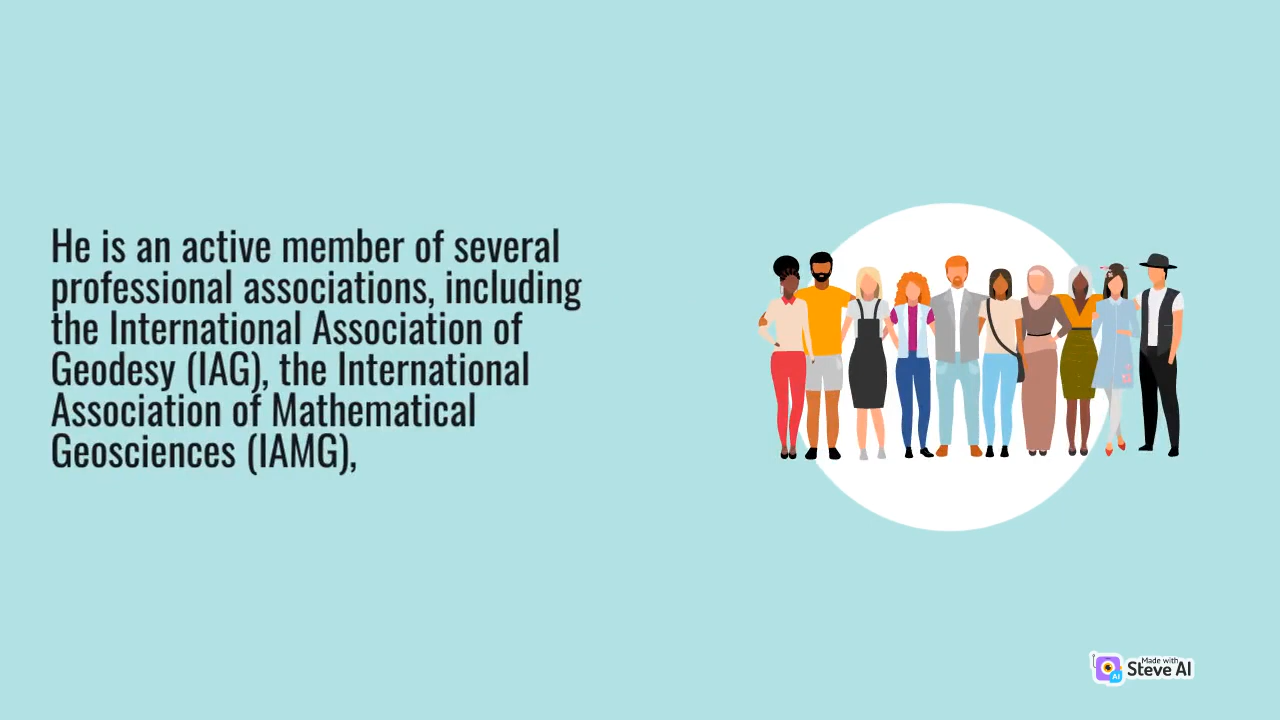 He is an active member of several
professional associations, including
the International Association of
Geodesy (IAG), the International
Association of Mathematical
Geosciences (IAMG),
Made with
Steve AI
AI